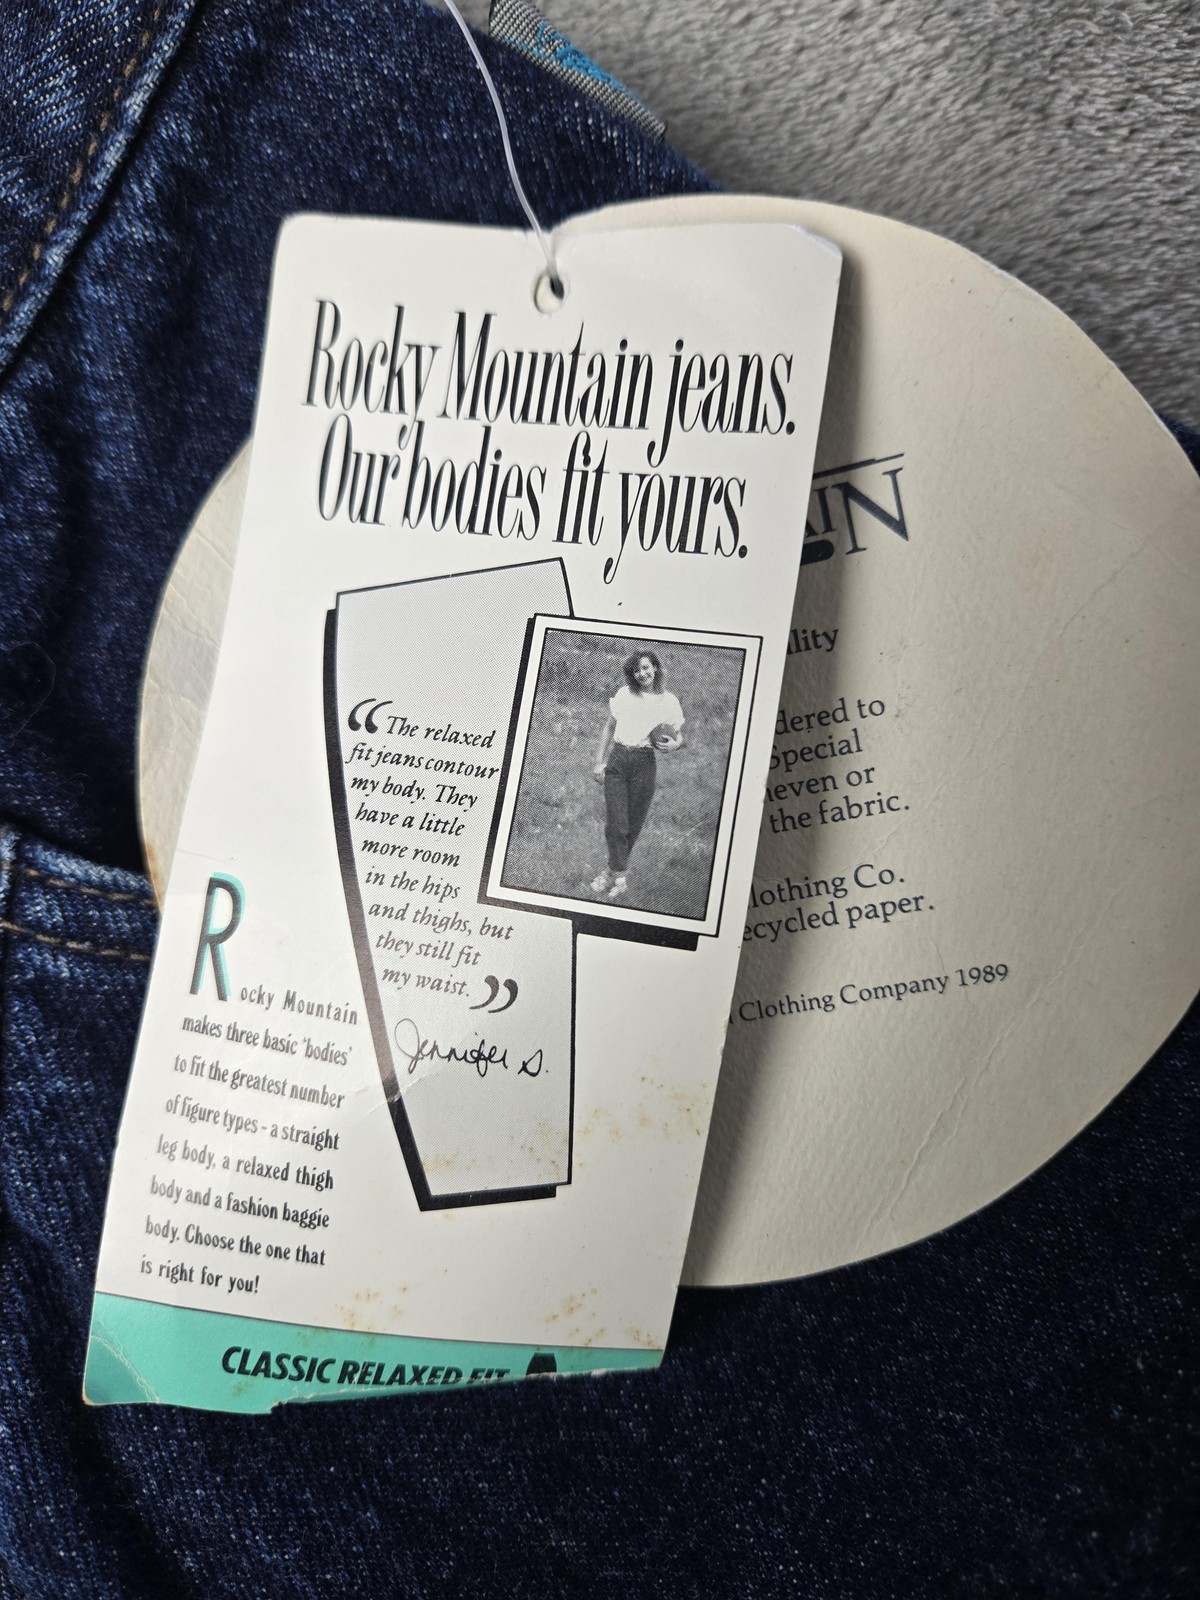 Rocky Mountain jeans.
Our bodies fit yours.
“The relaxed
fit jeans contour
my body. They
have a little
more room
in the hips
and thighs, but
they still fit
my waist.”
Jennifer S.
Rocky Mountain
makes three basic ‘bodies’
to fit the greatest number
of figure types - a straight
leg body, a relaxed thigh
body and a fashion baggie
body. Choose the one that
is right for you!
CLASSIC RELAXED FIT
AIN
lity
dered to
Special
even or
the fabric.
lothing Co.
ecycled paper.
Clothing Company 1989